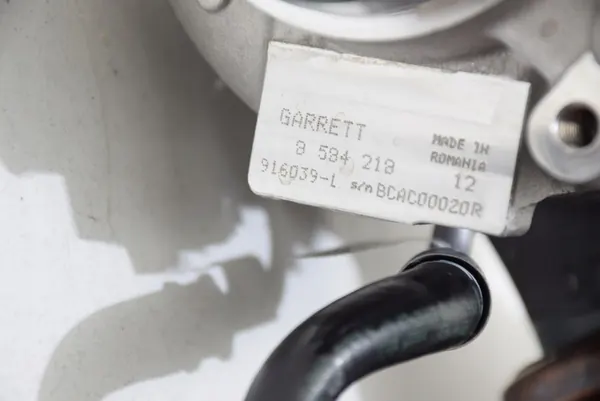 GARRETT
MADE IN
ROMANIA
8 584 218
12
916039-L S/N BCAC00020R